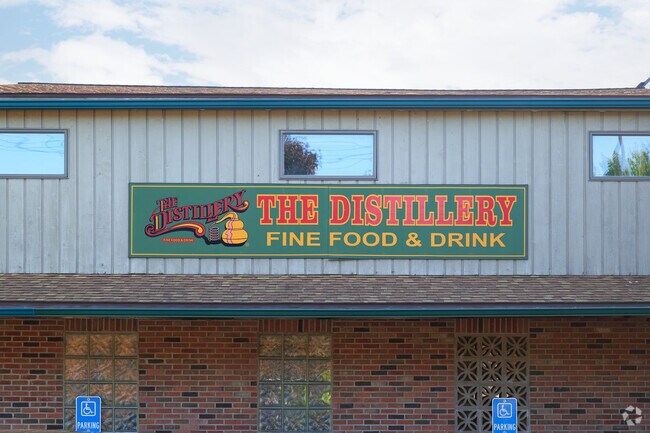 THE
DISTILLERY
THE DISTILLERY
FINE FOOD & DRINK
PARKING
PARKING